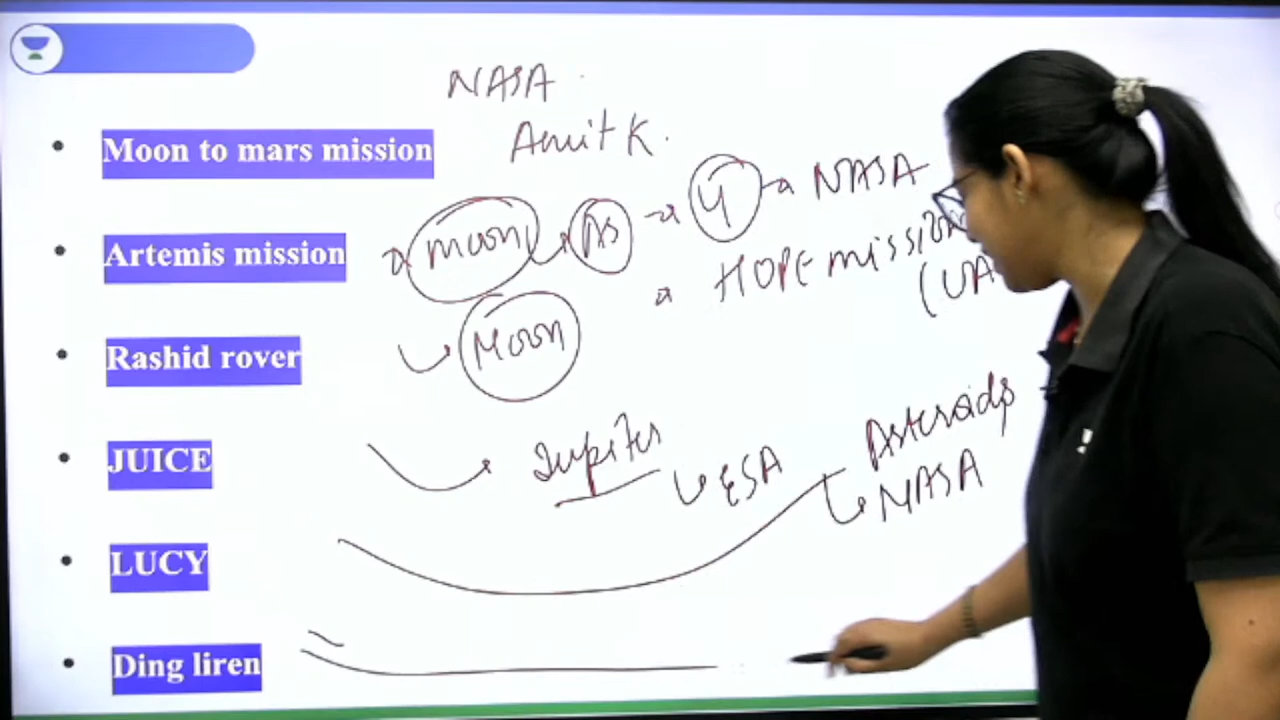 NASA
Amit K.
Moon to mars mission
Artemis mission
moon
4
NASA
HOPE mission
(UA
Rashid rover
Moon
JUICE
Jupiter
ESA
Asteroids
NASA
LUCY
Ding liren